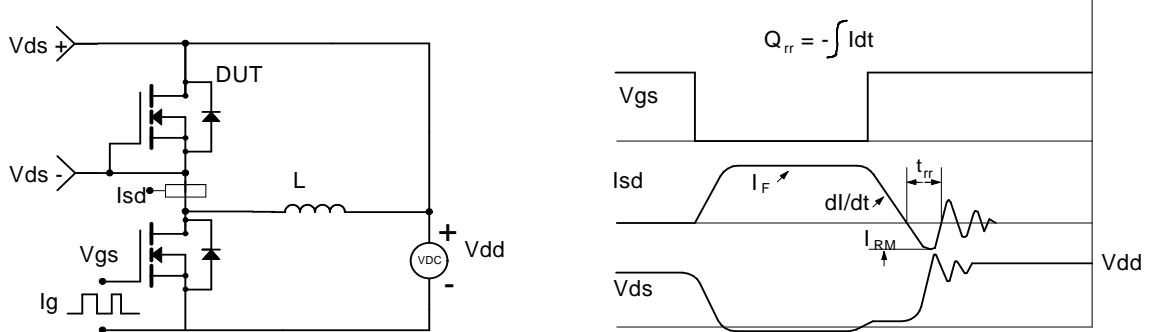 Vds +
DUT
Vds -
Isd
L
Vgs
Ig
VDC
+
-
Vdd
Q rr = - ∫ Idt
Vgs
Isd
I F
dI/dt
t rr
I RM
Vds
Vdd